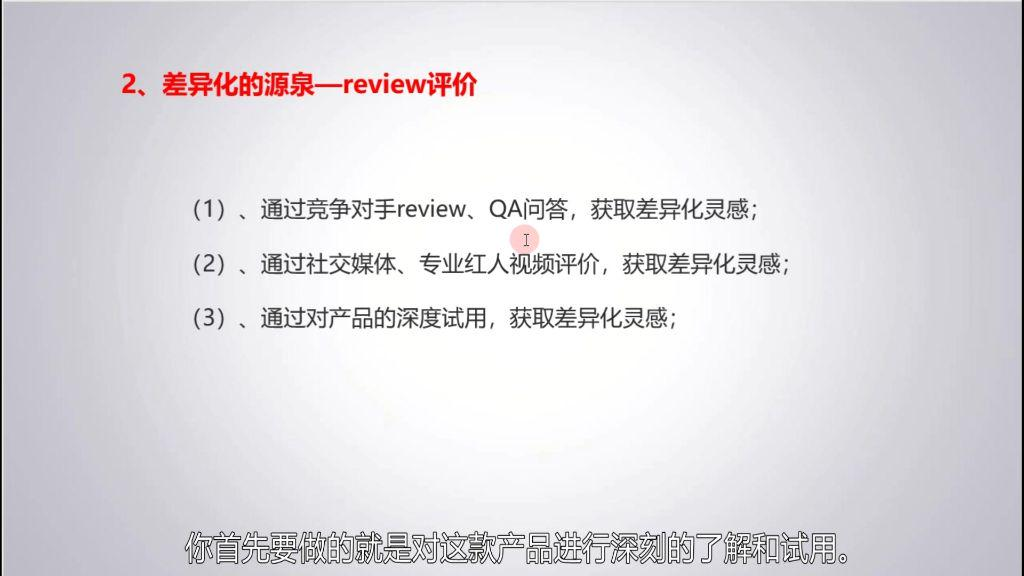 2、差异化的源泉—review评价
（1）、通过竞争对手review、QA问答，获取差异化灵感；
（2）、通过社交媒体、专业红人视频评价，获取差异化灵感；
（3）、通过对产品的深度试用，获取差异化灵感；
你首先要做的就是对这款产品进行深刻的了解和试用。